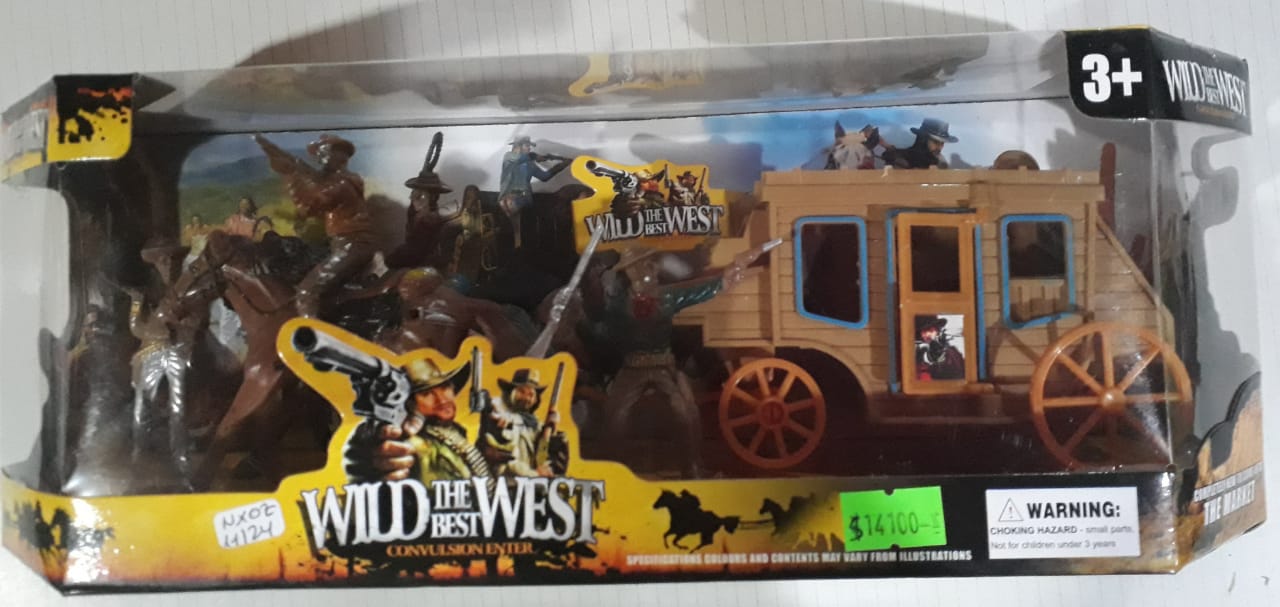 3+
WILD THE BEST WEST
WILD THE BEST WEST
WILD THE BEST WEST
CONVULSION ENTER
NXOZ
14124
$14100-
WARNING:
CHOKING HAZARD - small parts.
Not for children under 3 years
SPECIFICATIONS COLOURS AND CONTENTS MAY VARY FROM ILLUSTRATIONS
THE MARKET